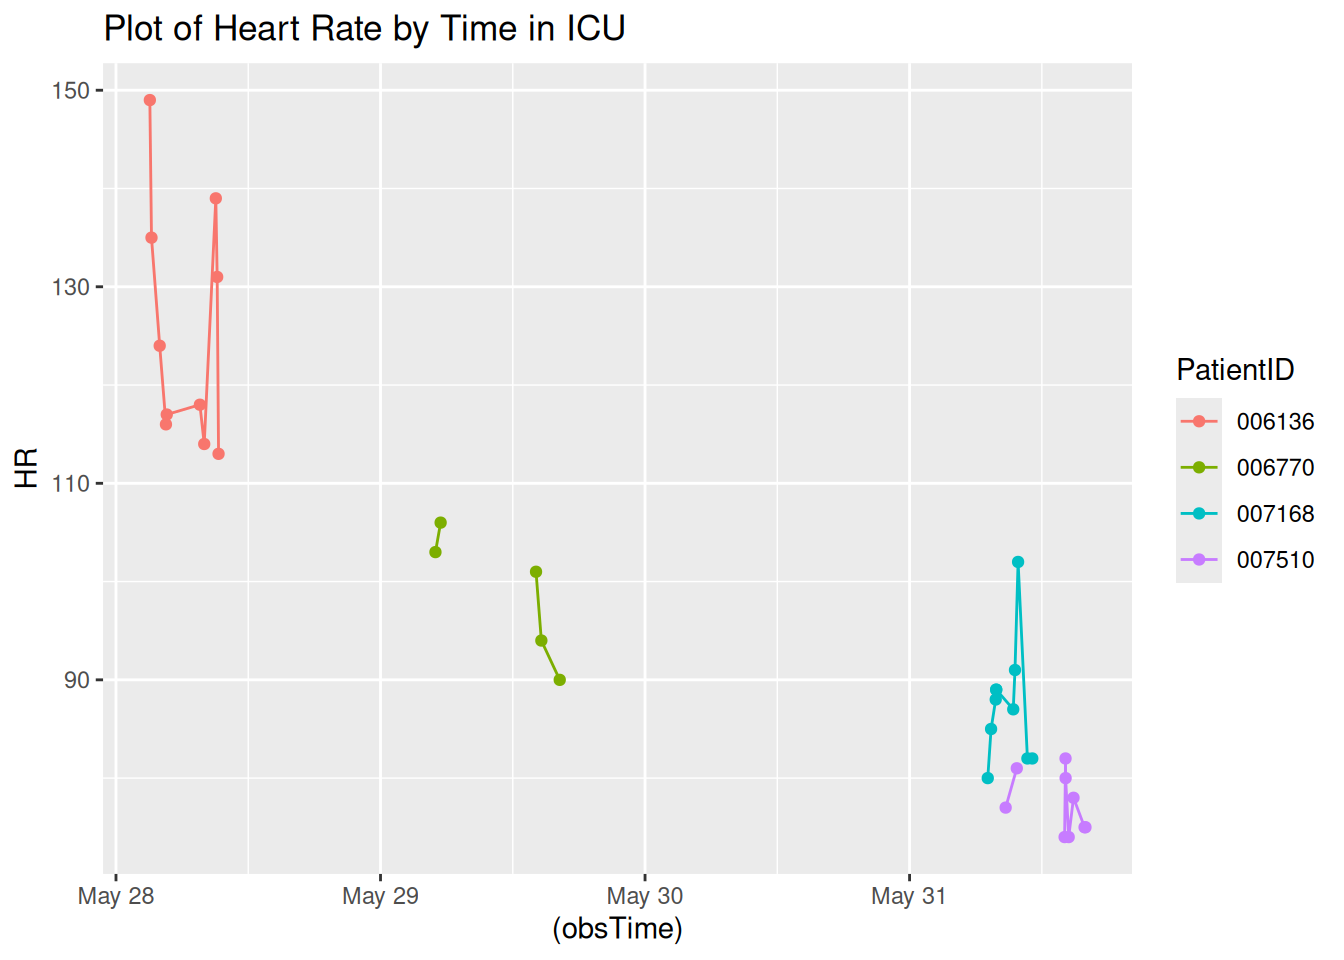 Plot of Heart Rate by Time in ICU
150
130
110
90
HR
May 28
May 29
May 30
May 31
(obsTime)
PatientID
006136
006770
007168
007510